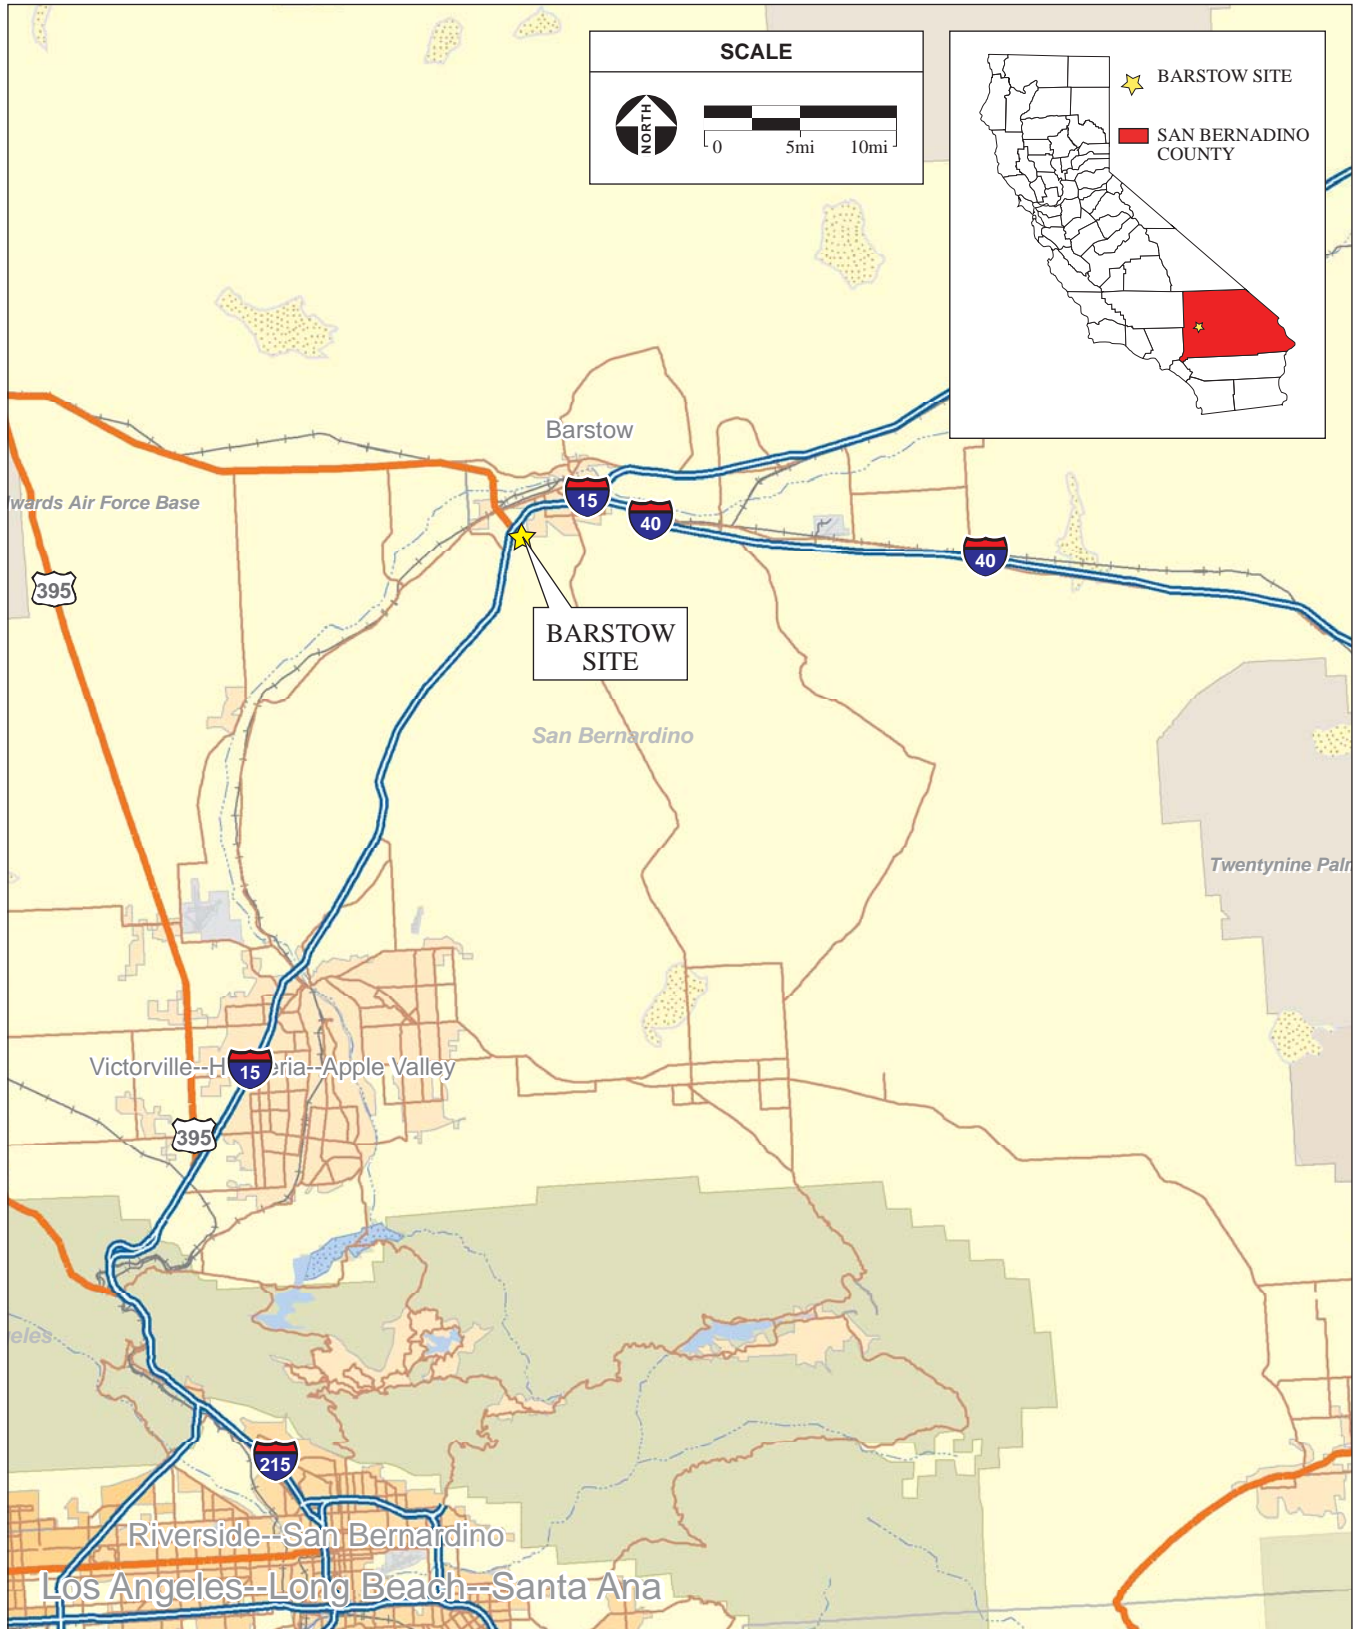 SCALE
NORTH
0 5mi 10mi
BARSTOW SITE
SAN BERNADINO
COUNTY
Barstow
15
40
40
wards Air Force Base
395
BARSTOW
SITE
San Bernardino
Twentynine Palm
Victorville--H eria--Apple Valley
15
395
eles
215
Riverside--San Bernardino
Los Angeles--Long Beach--Santa Ana